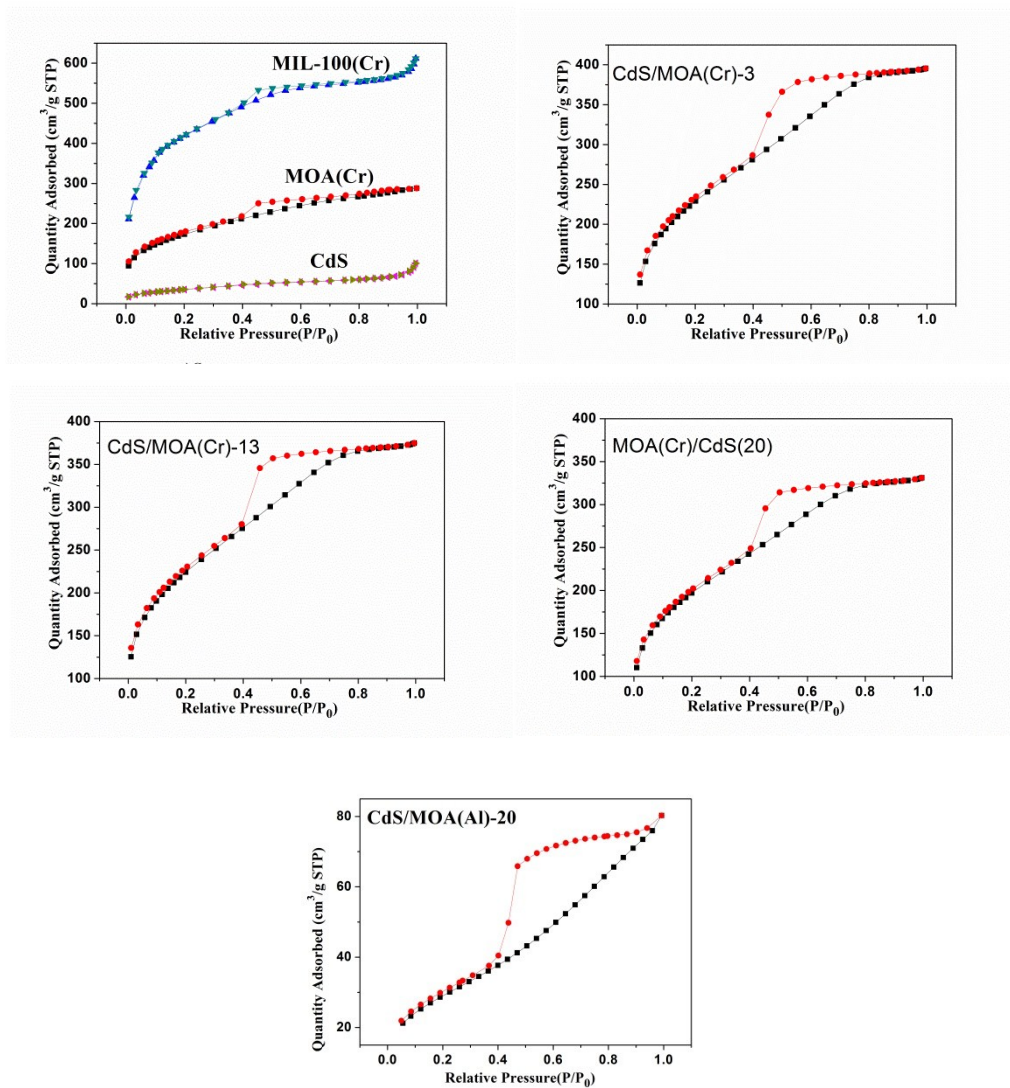 MIL-100(Cr)
MOA(Cr)
CdS
Quantity Adsorbed (cm³/g STP)
600
500
400
300
200
100
0
0.0 0.2 0.4 0.6 0.8 1.0
Relative Pressure(P/P₀)
CdS/MOA(Cr)-3
Quantity Adsorbed (cm³/g STP)
400
350
300
250
200
150
100
0.0 0.2 0.4 0.6 0.8 1.0
Relative Pressure(P/P₀)
CdS/MOA(Cr)-13
Quantity Adsorbed (cm³/g STP)
400
350
300
250
200
150
100
0.0 0.2 0.4 0.6 0.8 1.0
Relative Pressure(P/P₀)
MOA(Cr)/CdS(20)
Quantity Adsorbed (cm³/g STP)
400
350
300
250
200
150
100
0.0 0.2 0.4 0.6 0.8 1.0
Relative Pressure(P/P₀)
CdS/MOA(Al)-20
Quantity Adsorbed (cm³/g STP)
80
60
40
20
0.0 0.2 0.4 0.6 0.8 1.0
Relative Pressure(P/P₀)